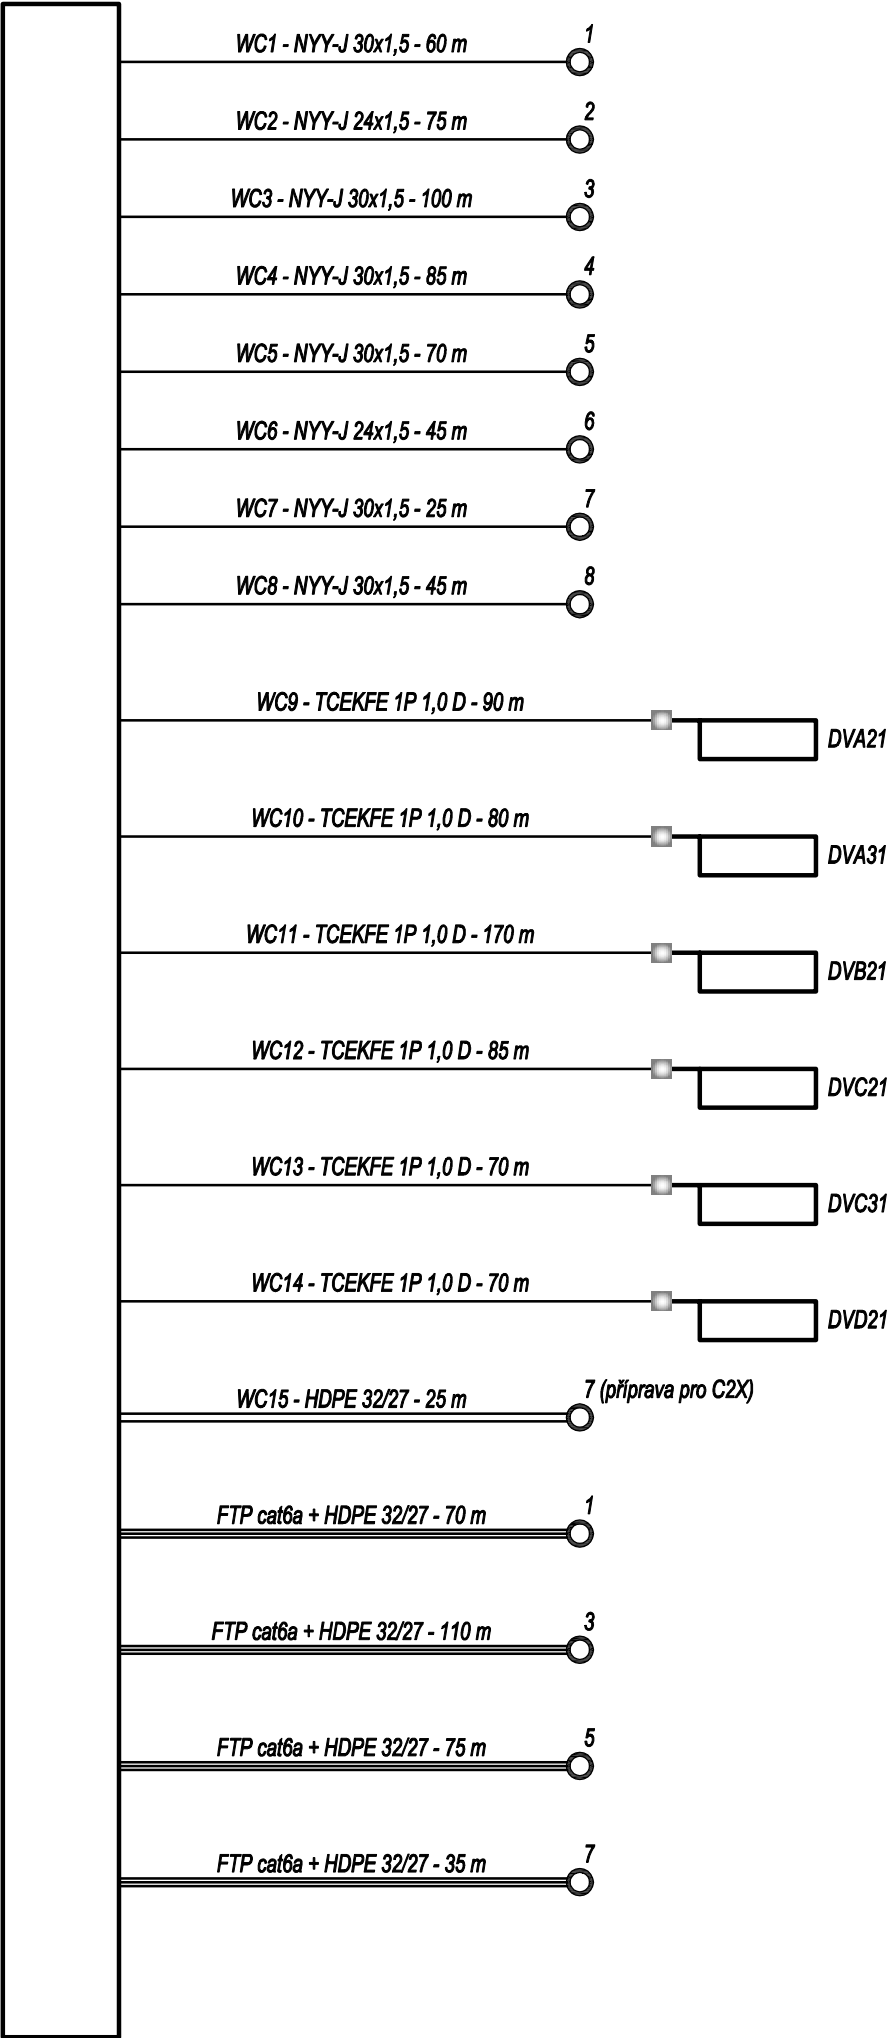 1
WC1 - NYY-J 30x1,5 - 60 m
2
WC2 - NYY-J 24x1,5 - 75 m
3
WC3 - NYY-J 30x1,5 - 100 m
4
WC4 - NYY-J 30x1,5 - 85 m
5
WC5 - NYY-J 30x1,5 - 70 m
6
WC6 - NYY-J 24x1,5 - 45 m
7
WC7 - NYY-J 30x1,5 - 25 m
8
WC8 - NYY-J 30x1,5 - 45 m
WC9 - TCEKFE 1P 1,0 D - 90 m
DVA21
WC10 - TCEKFE 1P 1,0 D - 80 m
DVA31
WC11 - TCEKFE 1P 1,0 D - 170 m
DVB21
WC12 - TCEKFE 1P 1,0 D - 85 m
DVC21
WC13 - TCEKFE 1P 1,0 D - 70 m
DVC31
WC14 - TCEKFE 1P 1,0 D - 70 m
DVD21
WC15 - HDPE 32/27 - 25 m
7 (příprava pro C2X)
1
FTP cat6a + HDPE 32/27 - 70 m
3
FTP cat6a + HDPE 32/27 - 110 m
5
FTP cat6a + HDPE 32/27 - 75 m
7
FTP cat6a + HDPE 32/27 - 35 m